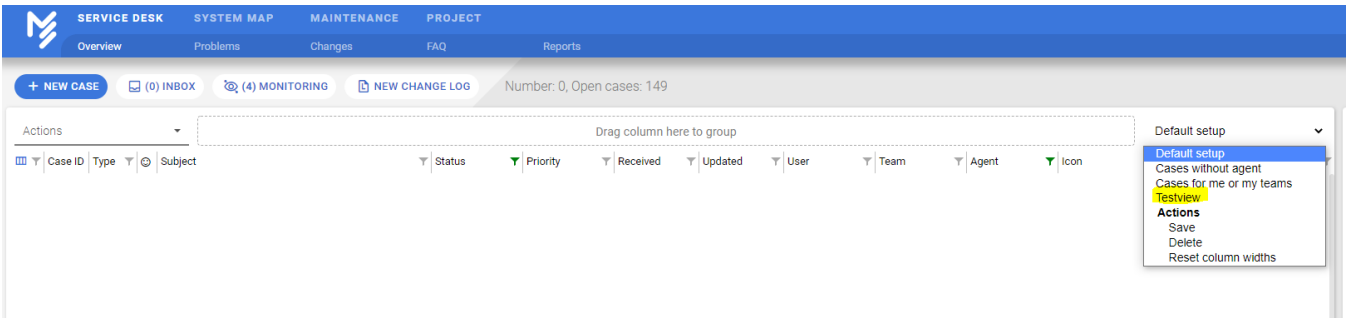 SERVICE DESK SYSTEM MAP MAINTENANCE PROJECT
Overview Problems Changes FAQ Reports
+ NEW CASE (0) INBOX (4) MONITORING NEW CHANGE LOG Number: 0, Open cases: 149
Actions Drag column here to group Default setup
Case ID Type Subject Status Priority Received Updated User Team Agent Icon
Default setup
Cases without agent
Cases for me or my teams
Testview
Actions
Save
Delete
Reset column widths